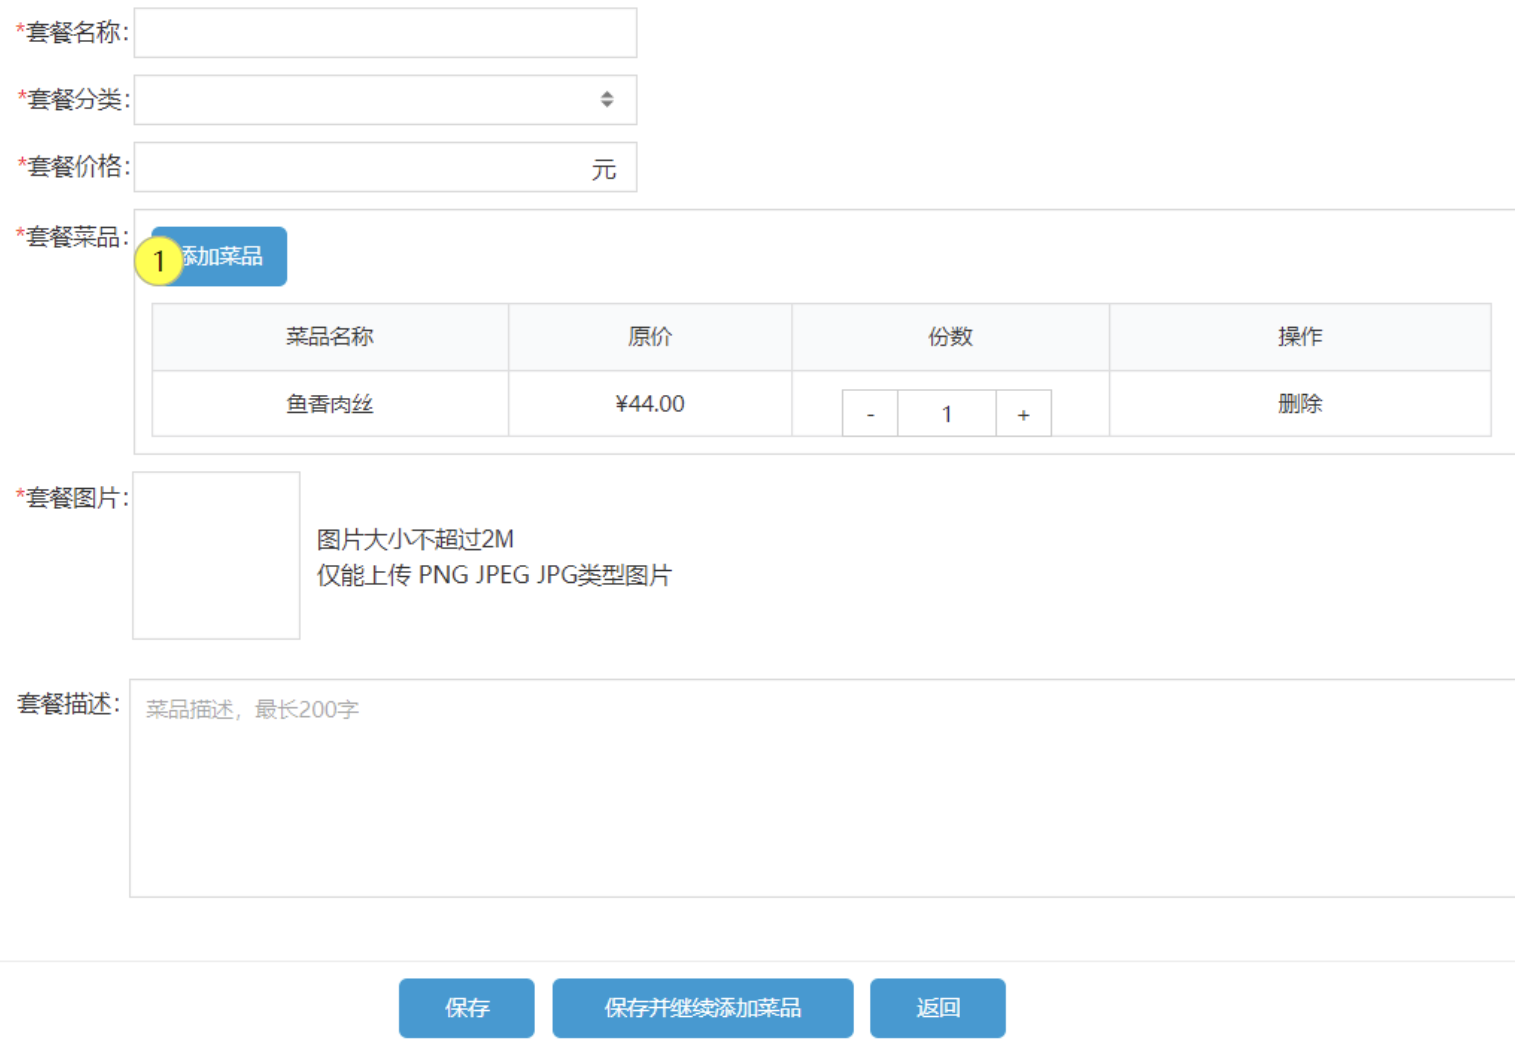 *套餐名称:
*套餐分类:
*套餐价格: 元
*套餐菜品:
1 添加菜品
菜品名称 原价 份数 操作
鱼香肉丝 ¥44.00 - 1 + 删除
*套餐图片:
图片大小不超过2M
仅能上传 PNG JPEG JPG类型图片
套餐描述:
菜品描述，最长200字
保存 保存并继续添加菜品 返回